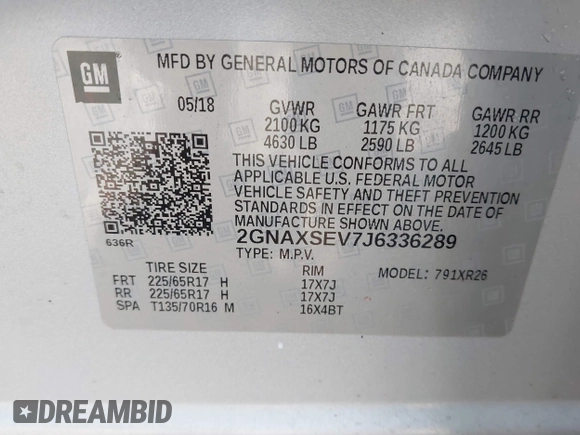 GM
MFD BY GENERAL MOTORS OF CANADA COMPANY
05/18 GVWR GAWR FRT GAWR RR
2100 KG 1175 KG 1200 KG
4630 LB 2590 LB 2645 LB
THIS VEHICLE CONFORMS TO ALL
APPLICABLE U.S. FEDERAL MOTOR
VEHICLE SAFETY AND THEFT PREVENTION
STANDARDS IN EFFECT ON THE DATE OF
MANUFACTURE SHOWN ABOVE.
636R 2GNAXSEV7J6336289
TYPE: M.P.V.
TIRE SIZE RIM MODEL: 791XR26
FRT 225/65R17 H 17X7J
RR 225/65R17 H 17X7J
SPA T135/70R16 M 16X4BT
DREAMBID